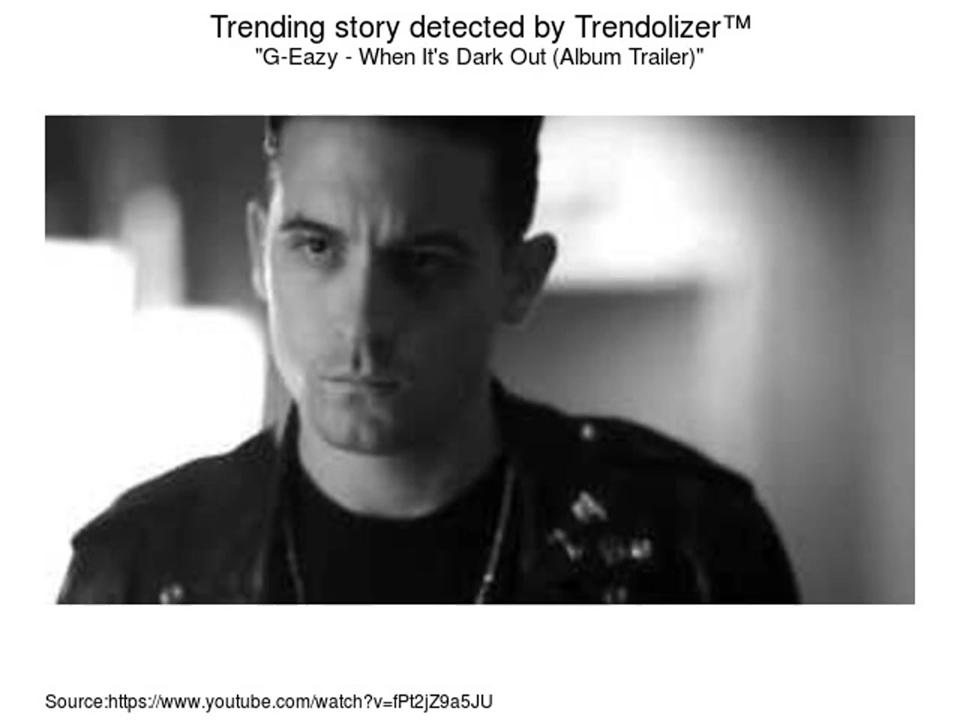 Trending story detected by Trendolizer™
"G-Eazy - When It's Dark Out (Album Trailer)"
Source:https://www.youtube.com/watch?v=fPt2jZ9a5JU